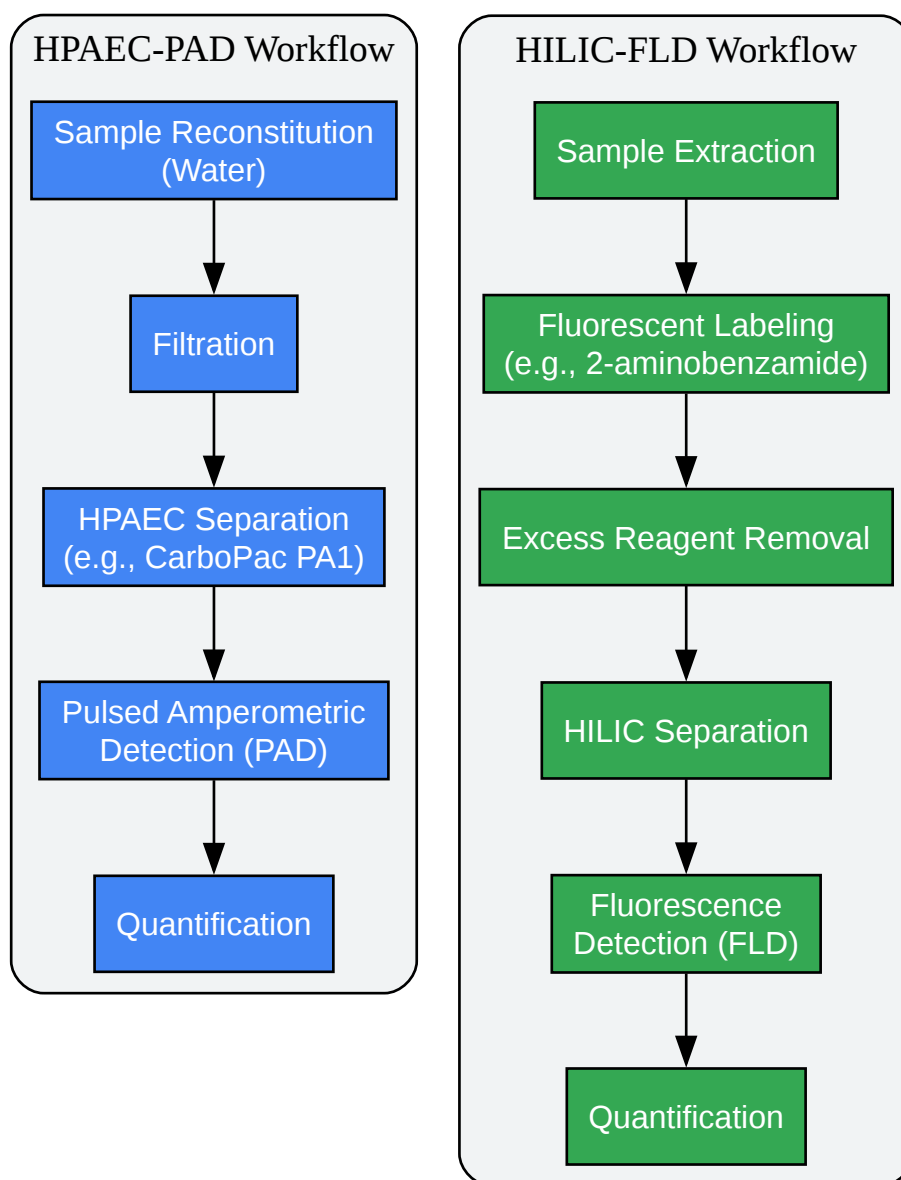 HPAEC-PAD Workflow
Sample Reconstitution
(Water)
Filtration
HPAEC Separation
(e.g., CarboPac PA1)
Pulsed Amperometric
Detection (PAD)
Quantification
HILIC-FLD Workflow
Sample Extraction
Fluorescent Labeling
(e.g., 2-aminobenzamide)
Excess Reagent Removal
HILIC Separation
Fluorescence
Detection (FLD)
Quantification